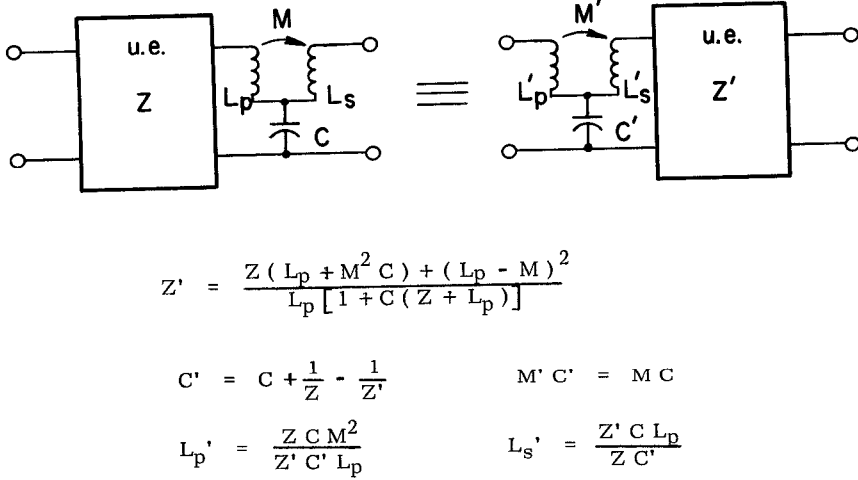 M
u.e.
Z
Lp
Ls
C
M'
u.e.
Z'
L'p
L's
C'
Z' = Z ( Lp + M² C ) + ( Lp - M )² / Lp [ 1 + C ( Z + Lp ) ]
C' = C + 1/Z - 1/Z'
M' C' = M C
Lp' = Z C M² / Z' C' Lp
Ls' = Z' C Lp / Z C'